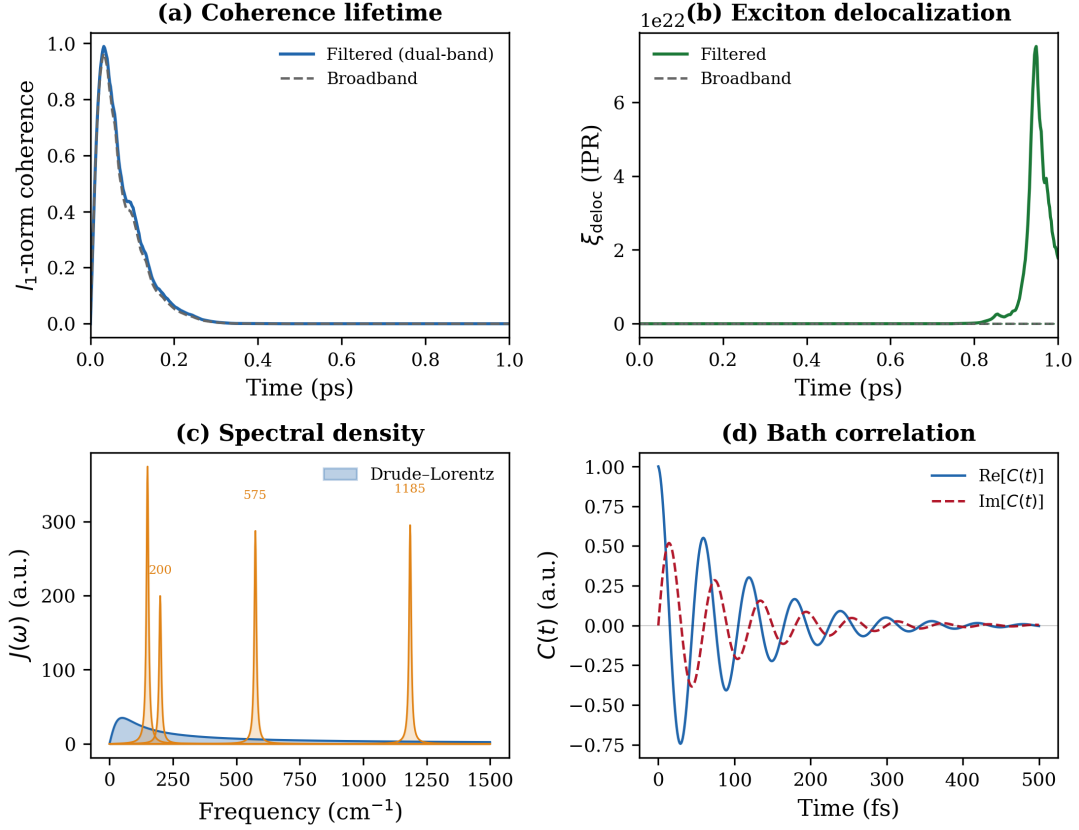 (a) Coherence lifetime
l₁-norm coherence
1.0
0.8
0.6
0.4
0.2
0.0
Filtered (dual-band)
Broadband
0.0 0.2 0.4 0.6 0.8 1.0
Time (ps)
(b) Exciton delocalization
1e22
ξdeloc (IPR)
6
4
2
0
Filtered
Broadband
0.0 0.2 0.4 0.6 0.8 1.0
Time (ps)
(c) Spectral density
J(ω) (a.u.)
300
200
100
0
Drude–Lorentz
200
575
1185
0 250 500 750 1000 1250 1500
Frequency (cm⁻¹)
(d) Bath correlation
C(t) (a.u.)
1.00
0.75
0.50
0.25
0.00
−0.25
−0.50
−0.75
Re[C(t)]
Im[C(t)]
0 100 200 300 400 500
Time (fs)